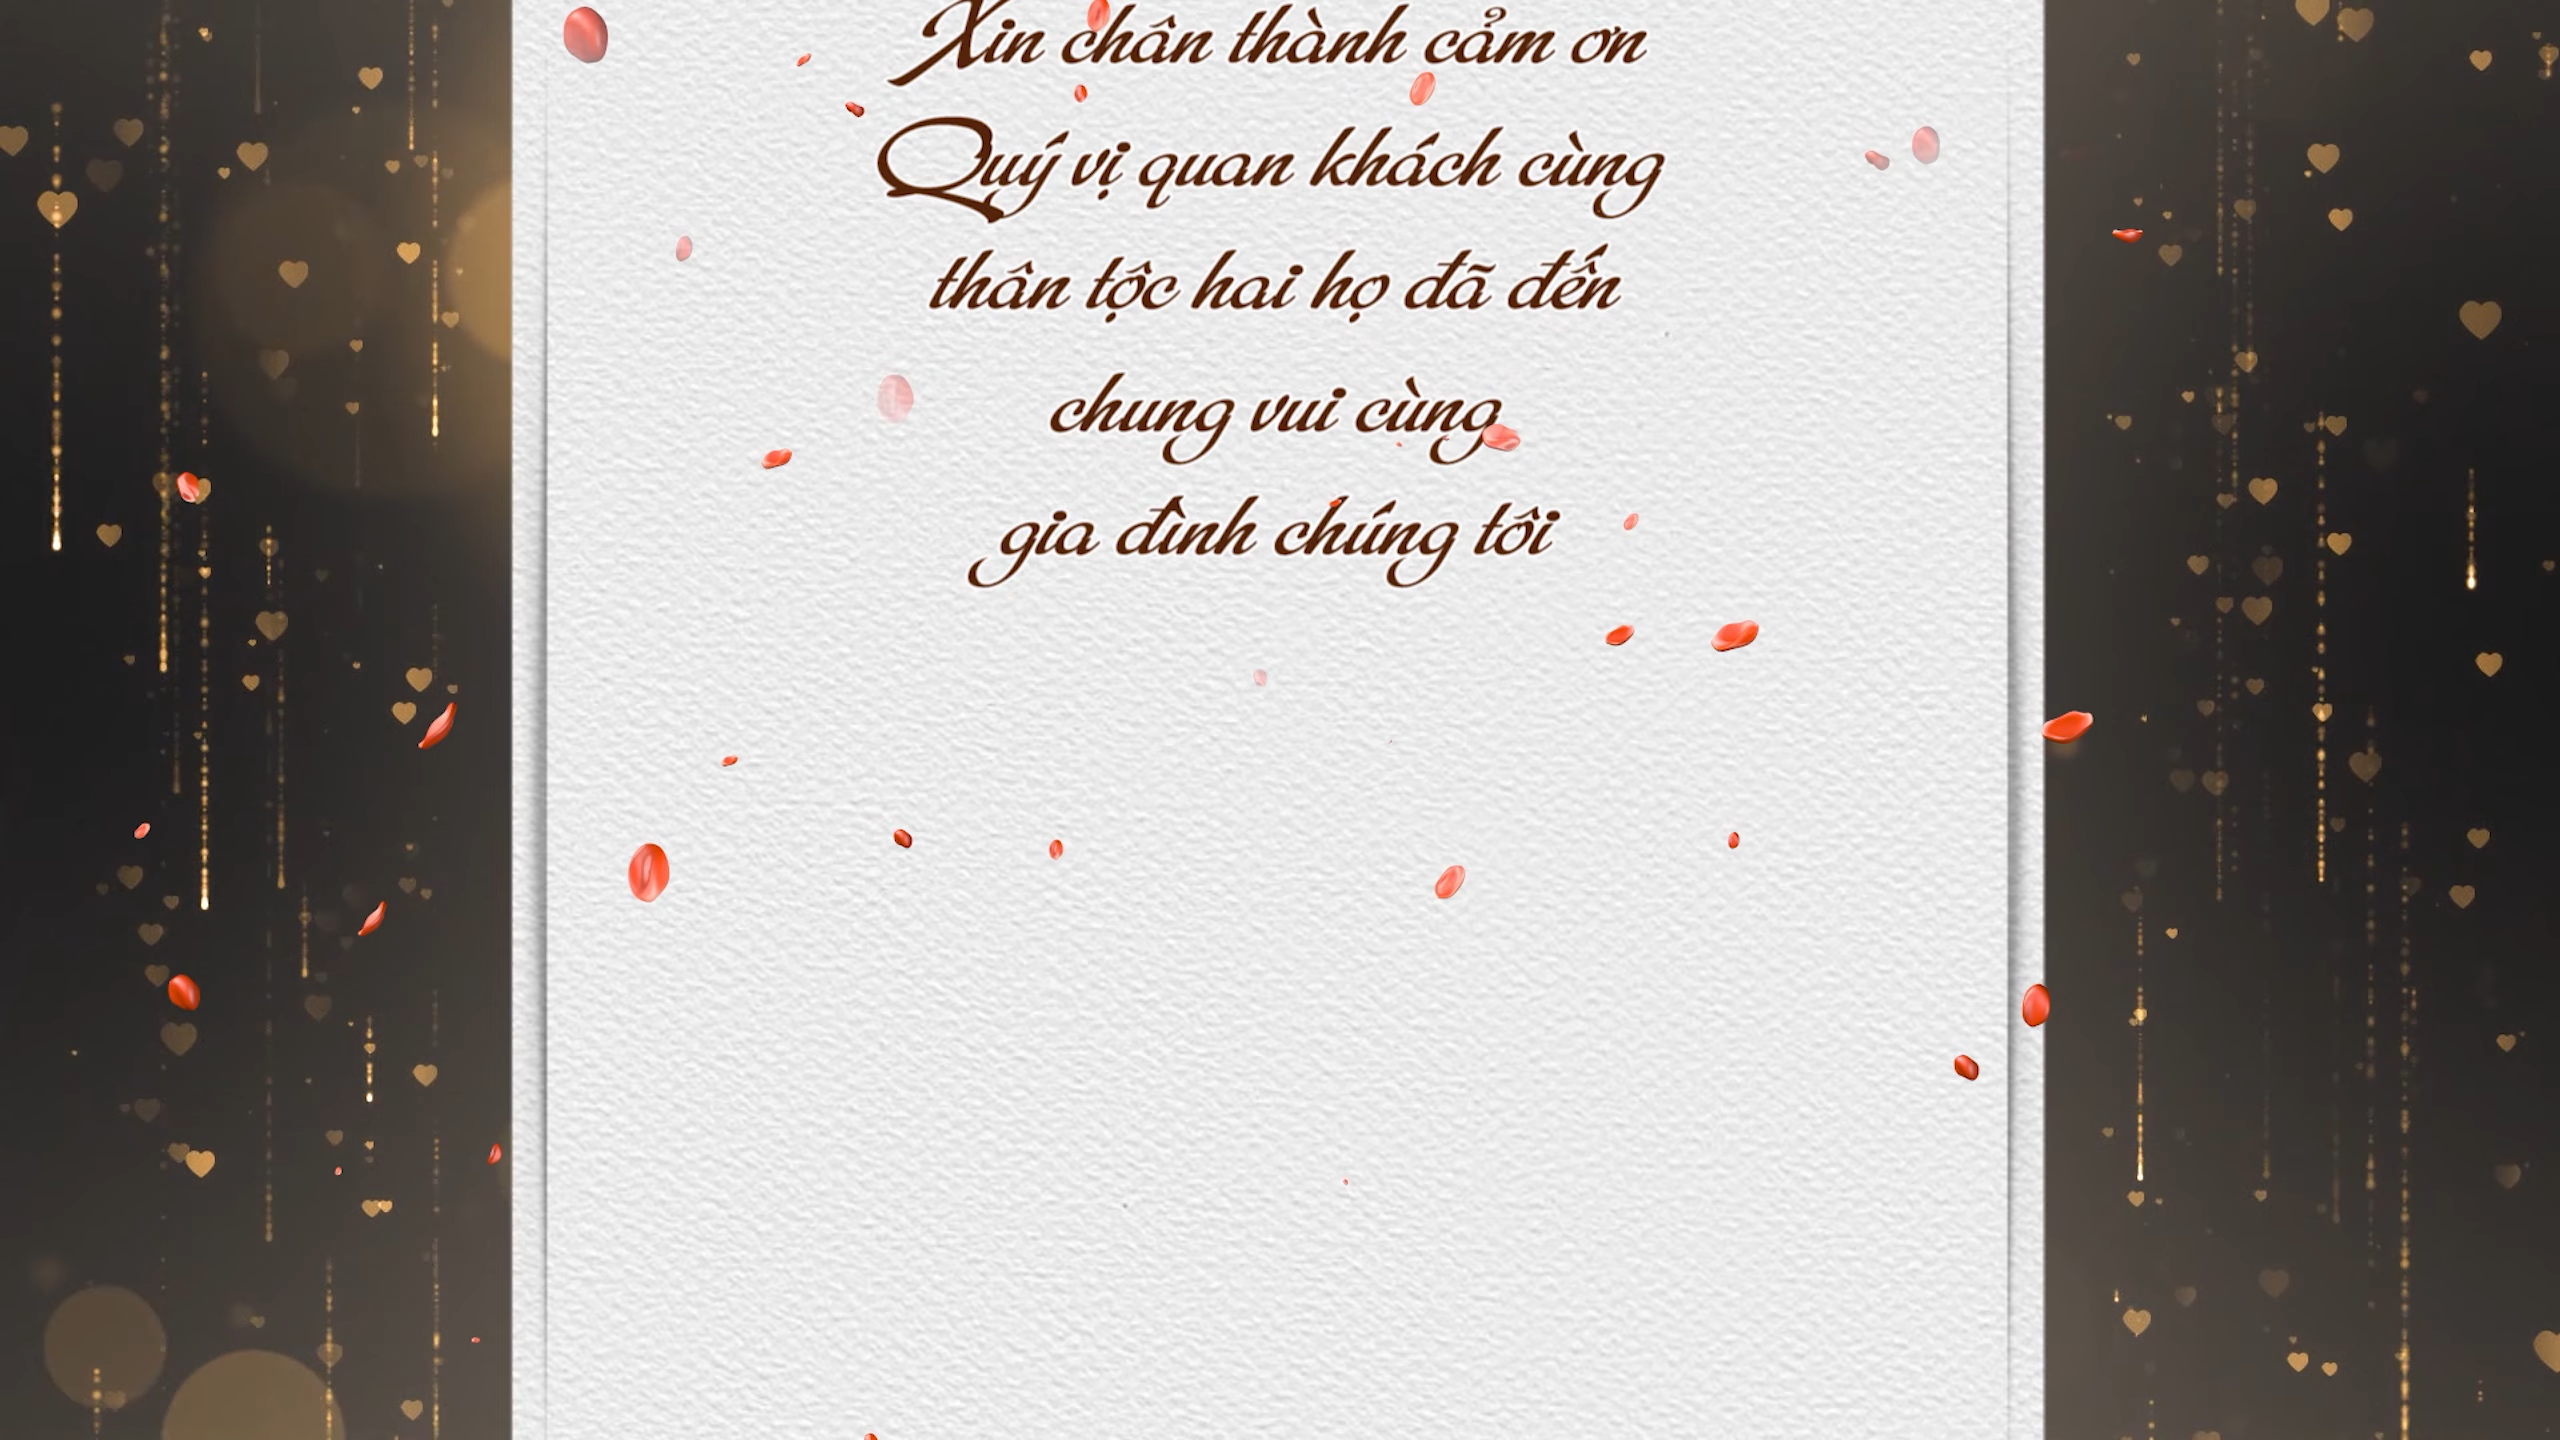 Xin chân thành cảm ơn
Quý vị quan khách cùng
thân tộc hai họ đã đến
chung vui cùng
gia đình chúng tôi